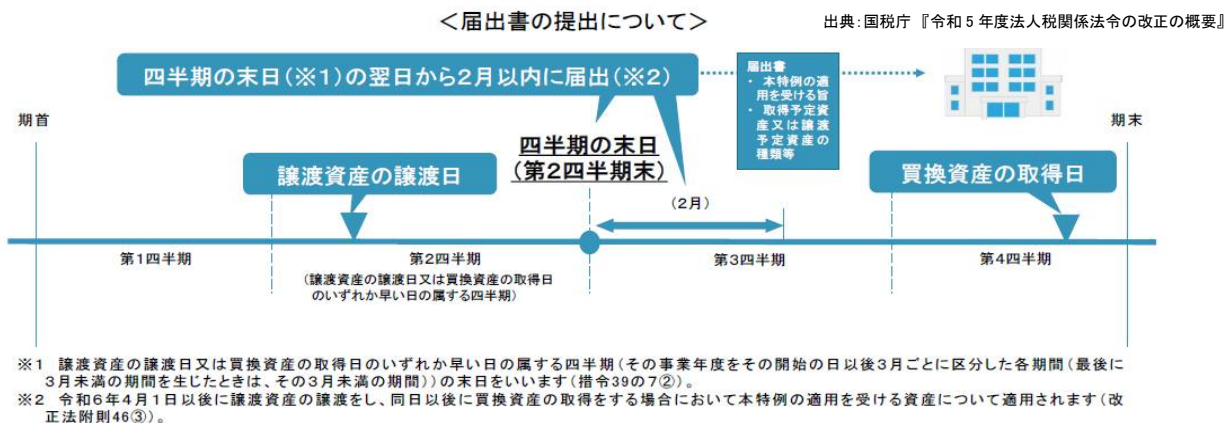 ＜届出書の提出について＞
出典：国税庁『令和5年度法人税関係法令の改正の概要』
四半期の末日（※1）の翌日から2月以内に届出（※2）
届出書
・ 本特例の適
用を受ける旨
・ 取得予定資
産又は譲渡
予定資産の
種類等
期首
期末
四半期の末日
（第2四半期末）
譲渡資産の譲渡日
買換資産の取得日
（2月）
第1四半期
第2四半期
第3四半期
第4四半期
（譲渡資産の譲渡日又は買換資産の取得日
のいずれか早い日の属する四半期）
※1 譲渡資産の譲渡日又は買換資産の取得日のいずれか早い日の属する四半期（その事業年度をその開始の日以後3月ごとに区分した各期間（最後に
3月未満の期間を生じたときは、その3月未満の期間））の末日をいいます（措令39の7②）。
※2 令和6年4月1日以後に譲渡資産の譲渡をし、同日以後に買換資産の取得をする場合において本特例の適用を受ける資産について適用されます（改
正法附則46③）。